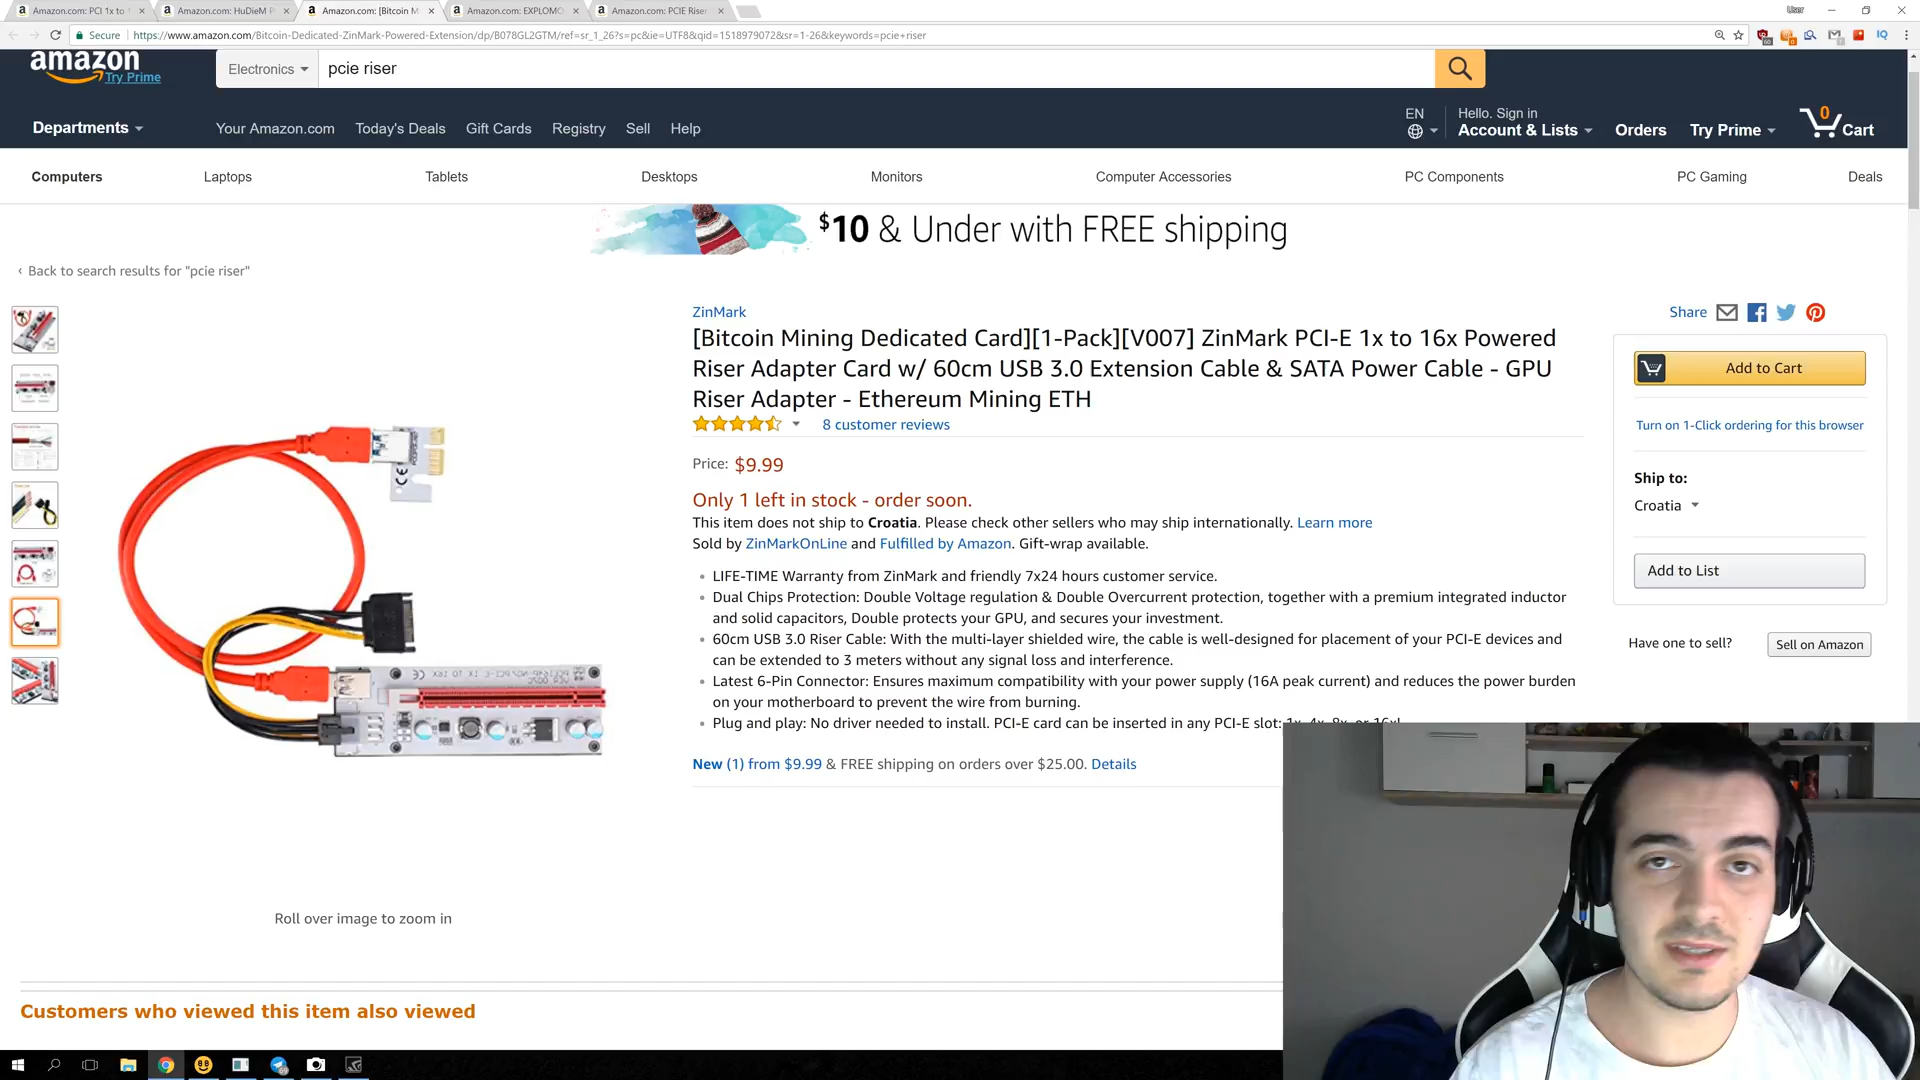 Amazon.com: PCI 1x to 1
Amazon.com: HuDieM P
Amazon.com: [Bitcoin M
Amazon.com: EXPLOMO
Amazon.com: PCIE Riser
User
Secure
https://www.amazon.com/Bitcoin-Dedicated-ZinMark-Powered-Extension/dp/B078GL2GTM/ref=sr_1_26?s=pc&ie=UTF8&qid=1518979072&sr=1-26&keywords=pcie+riser
amazon
Try Prime
Electronics
pcie riser
Departments
Your Amazon.com
Today's Deals
Gift Cards
Registry
Sell
Help
EN
Hello. Sign in
Account & Lists
Orders
Try Prime
0
Cart
Computers
Laptops
Tablets
Desktops
Monitors
Computer Accessories
PC Components
PC Gaming
Deals
$10 & Under with FREE shipping
‹ Back to search results for "pcie riser"
ZinMark
[Bitcoin Mining Dedicated Card][1-Pack][V007] ZinMark PCI-E 1x to 16x Powered
Riser Adapter Card w/ 60cm USB 3.0 Extension Cable & SATA Power Cable - GPU
Riser Adapter - Ethereum Mining ETH
8 customer reviews
Price: $9.99
Only 1 left in stock - order soon.
This item does not ship to Croatia. Please check other sellers who may ship internationally. Learn more
Sold by ZinMarkOnLine and Fulfilled by Amazon. Gift-wrap available.
• LIFE-TIME Warranty from ZinMark and friendly 7x24 hours customer service.
• Dual Chips Protection: Double Voltage regulation & Double Overcurrent protection, together with a premium integrated inductor
and solid capacitors, Double protects your GPU, and secures your investment.
• 60cm USB 3.0 Riser Cable: With the multi-layer shielded wire, the cable is well-designed for placement of your PCI-E devices and
can be extended to 3 meters without any signal loss and interference.
• Latest 6-Pin Connector: Ensures maximum compatibility with your power supply (16A peak current) and reduces the power burden
on your motherboard to prevent the wire from burning.
• Plug and play: No driver needed to install. PCI-E card can be inserted in any PCI-E slot: 1x, 4x, 8x, or 16x!
New (1) from $9.99 & FREE shipping on orders over $25.00. Details
Share
Add to Cart
Turn on 1-Click ordering for this browser
Ship to:
Croatia
Add to List
Have one to sell?
Sell on Amazon
Roll over image to zoom in
Customers who viewed this item also viewed